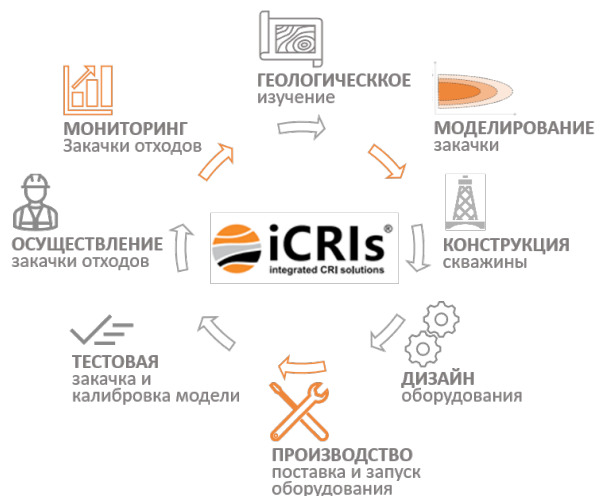 ГЕОЛОГИЧЕСККОЕ
изучение
МОДЕЛИРОВАНИЕ
закачки
КОНСТРУКЦИЯ
скважины
ДИЗАЙН
оборудования
ПРОИЗВОДСТВО
поставка и запуск
оборудования
ТЕСТОВАЯ
закачка и
калибровка модели
ОСУЩЕСТВЛЕНИЕ
закачки отходов
МОНИТОРИНГ
Закачки отходов
iCRIs®
integrated CRI solutions